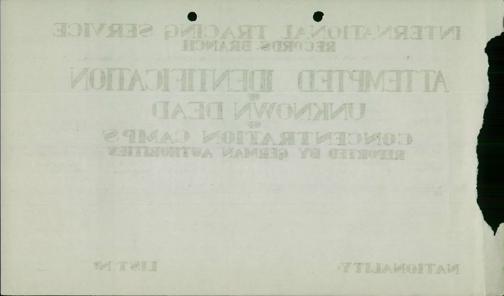 INTERNATIONAL TRACING SERVICE
RECORDS BRANCH
ATTEMPTED IDENTIFICATION
OF
UNKNOWN DEAD
OF
CONCENTRATION CAMPS
REPORTED BY GERMAN AUTHORITIES
NATIONALITY: LIST Nº